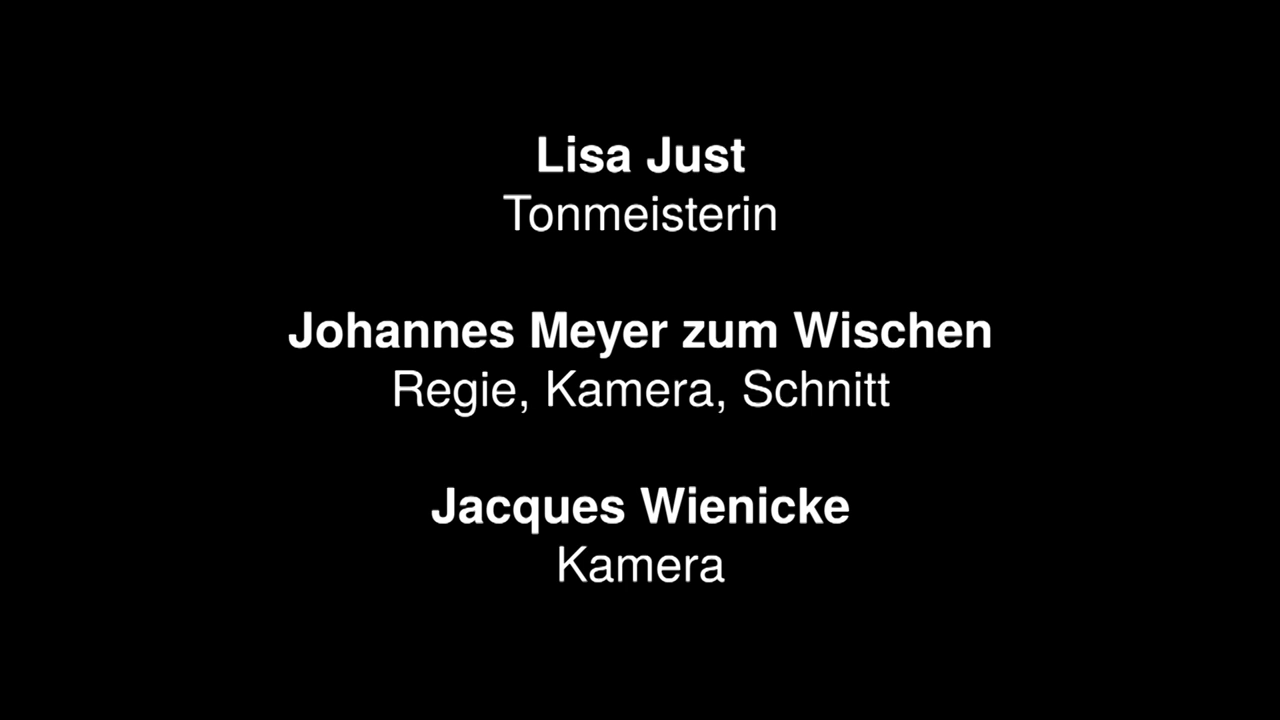 Lisa Just
Tonmeisterin
Johannes Meyer zum Wischen
Regie, Kamera, Schnitt
Jacques Wienicke
Kamera